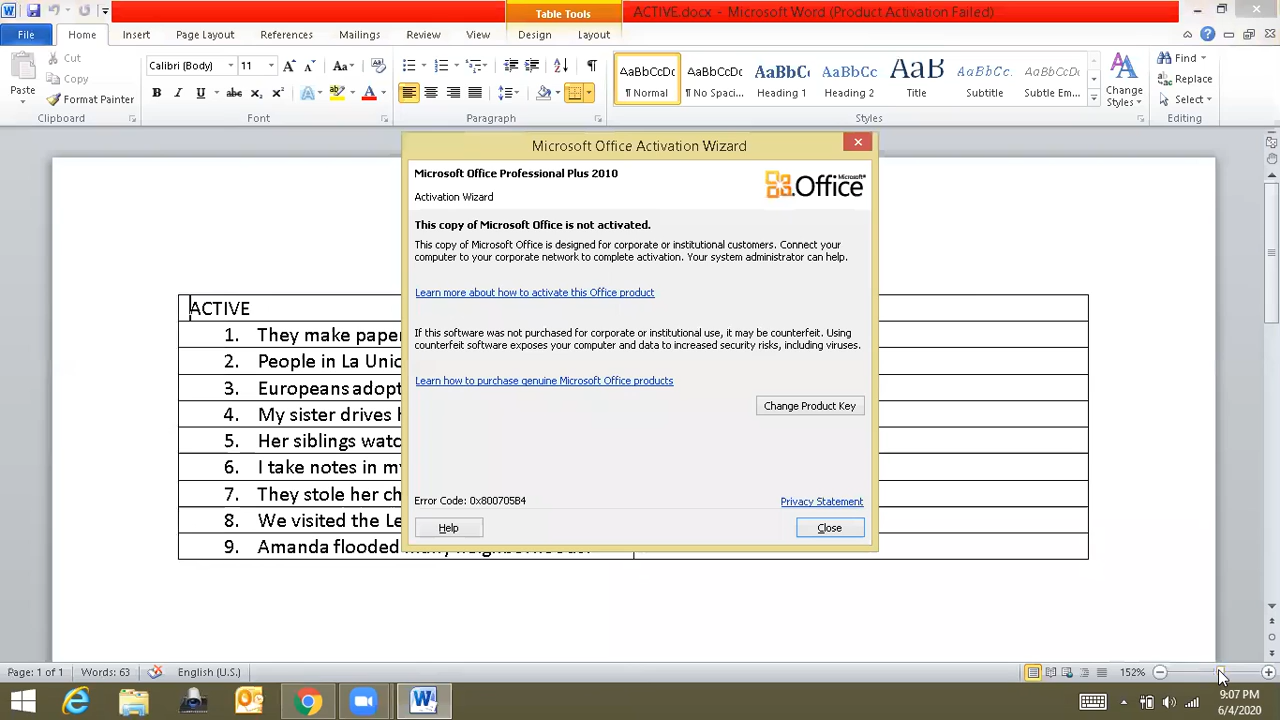 Table Tools
ACTIVE.docx - Microsoft Word (Product Activation Failed)
File Home Insert Page Layout References Mailings Review View Design Layout
Paste
Cut
Copy
Format Painter
Clipboard
Calibri (Body) 11
Font
Paragraph
AaBbCcDc
¶ Normal
AaBbCcDc
¶ No Spaci...
AaBbCc
Heading 1
AaBbCc
Heading 2
AaB
Title
AaBbCc.
Subtitle
AaBbCcDc
Subtle Em...
Change
Styles
Styles
Find
Replace
Select
Editing
Microsoft Office Activation Wizard
Microsoft Office Professional Plus 2010
Activation Wizard
Microsoft®
Office
This copy of Microsoft Office is not activated.
This copy of Microsoft Office is designed for corporate or institutional customers. Connect your
computer to your corporate network to complete activation. Your system administrator can help.
Learn more about how to activate this Office product
If this software was not purchased for corporate or institutional use, it may be counterfeit. Using
counterfeit software exposes your computer and data to increased security risks, including viruses.
Learn how to purchase genuine Microsoft Office products
Change Product Key
Error Code: 0x800705B4
Privacy Statement
Help
Close
ACTIVE
1. They make paper
2. People in La Unio
3. Europeans adopt
4. My sister drives
5. Her siblings watc
6. I take notes in my
7. They stole her ch
8. We visited the Le
9. Amanda flooded many neighborhoods.
Page: 1 of 1 Words: 63 English (U.S.) 152%
9:07 PM
6/4/2020